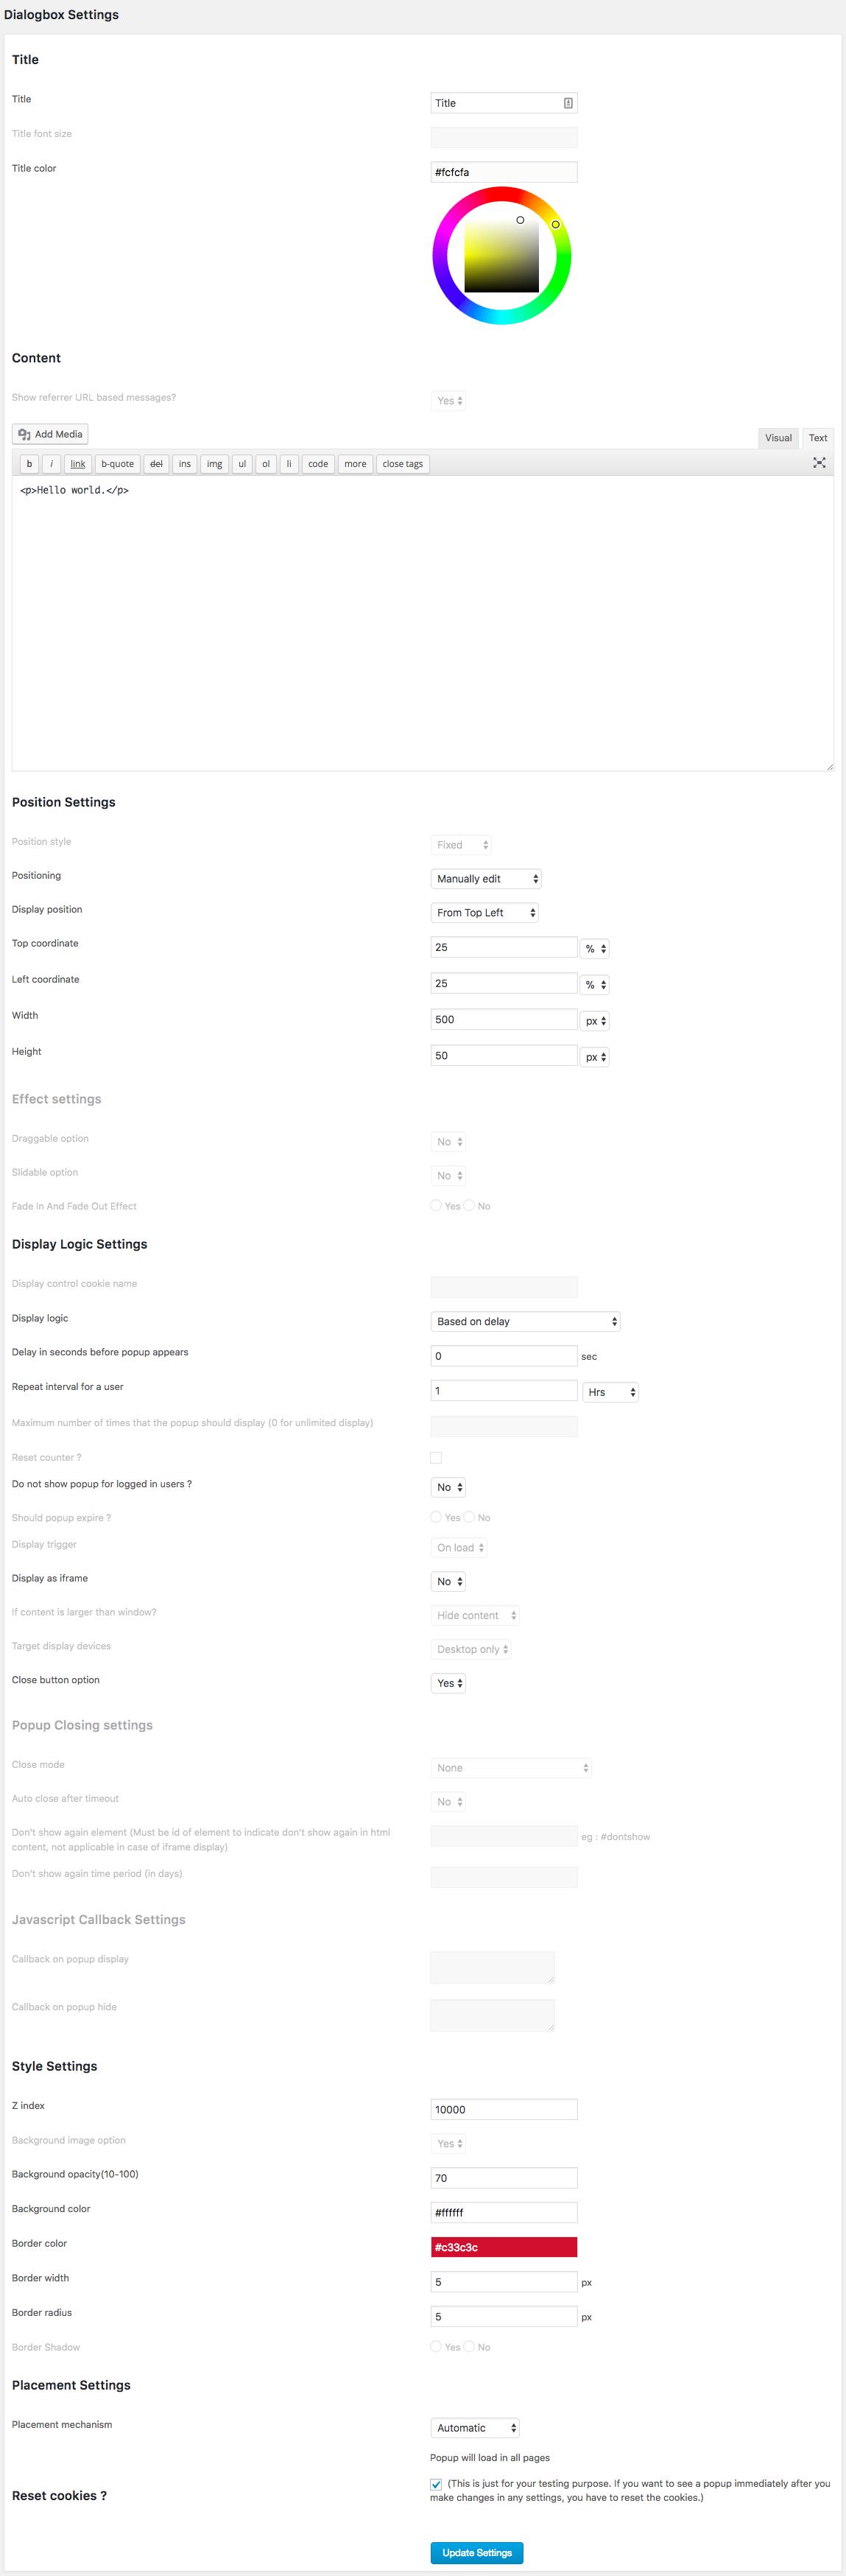 Dialogbox Settings
Title
Title Title
Title font size
Title color #fcfcfa
Content
Show referrer URL based messages? Yes
Add Media Visual Text
b i link b-quote del ins img ul ol li code more close tags
<p>Hello world.</p>
Position Settings
Position style Fixed
Positioning Manually edit
Display position From Top Left
Top coordinate 25 %
Left coordinate 25 %
Width 500 px
Height 50 px
Effect settings
Draggable option No
Slidable option No
Fade In And Fade Out Effect Yes No
Display Logic Settings
Display control cookie name
Display logic Based on delay
Delay in seconds before popup appears 0 sec
Repeat interval for a user 1 Hrs
Maximum number of times that the popup should display (0 for unlimited display)
Reset counter ?
Do not show popup for logged in users ? No
Should popup expire ? Yes No
Display trigger On load
Display as iframe No
If content is larger than window? Hide content
Target display devices Desktop only
Close button option Yes
Popup Closing settings
Close mode None
Auto close after timeout No
Don't show again element (Must be id of element to indicate don't show again in html eg : #dontshow
content, not applicable in case of iframe display)
Don't show again time period (in days)
Javascript Callback Settings
Callback on popup display
Callback on popup hide
Style Settings
Z index 10000
Background image option Yes
Background opacity(10-100) 70
Background color #ffffff
Border color #c33c3c
Border width 5 px
Border radius 5 px
Border Shadow Yes No
Placement Settings
Placement mechanism Automatic
Popup will load in all pages
Reset cookies ? (This is just for your testing purpose. If you want to see a popup immediately after you
make changes in any settings, you have to reset the cookies.)
Update Settings